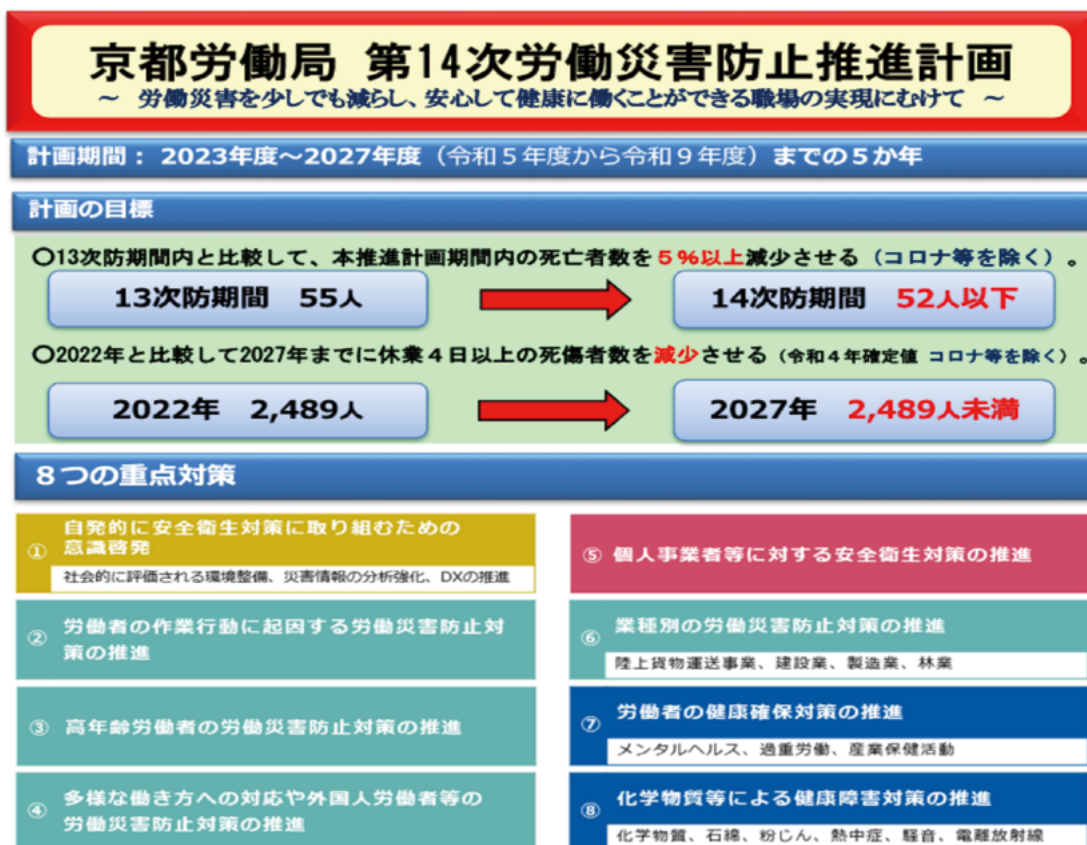 京都労働局 第14次労働災害防止推進計画
～ 労働災害を少しでも減らし、安心して健康に働くことができる職場の実現にむけて ～
計画期間： 2023年度～2027年度（令和５年度から令和９年度）までの５か年
計画の目標
〇13次防期間内と比較して、本推進計画期間内の死亡者数を５%以上減少させる（コロナ等を除く）。
13次防期間 55人
14次防期間 52人以下
〇2022年と比較して2027年までに休業４日以上の死傷者数を減少させる（令和４年確定値 コロナ等を除く）。
2022年 2,489人
2027年 2,489人未満
８つの重点対策
① 自発的に安全衛生対策に取り組むための
意識啓発
社会的に評価される環境整備、災害情報の分析強化、DXの推進
② 労働者の作業行動に起因する労働災害防止対
策の推進
③ 高年齢労働者の労働災害防止対策の推進
④ 多様な働き方への対応や外国人労働者等の
労働災害防止対策の推進
⑤ 個人事業者等に対する安全衛生対策の推進
⑥ 業種別の労働災害防止対策の推進
陸上貨物運送事業、建設業、製造業、林業
⑦ 労働者の健康確保対策の推進
メンタルヘルス、過重労働、産業保健活動
⑧ 化学物質等による健康障害対策の推進
化学物質、石綿、粉じん、熱中症、騒音、電離放射線